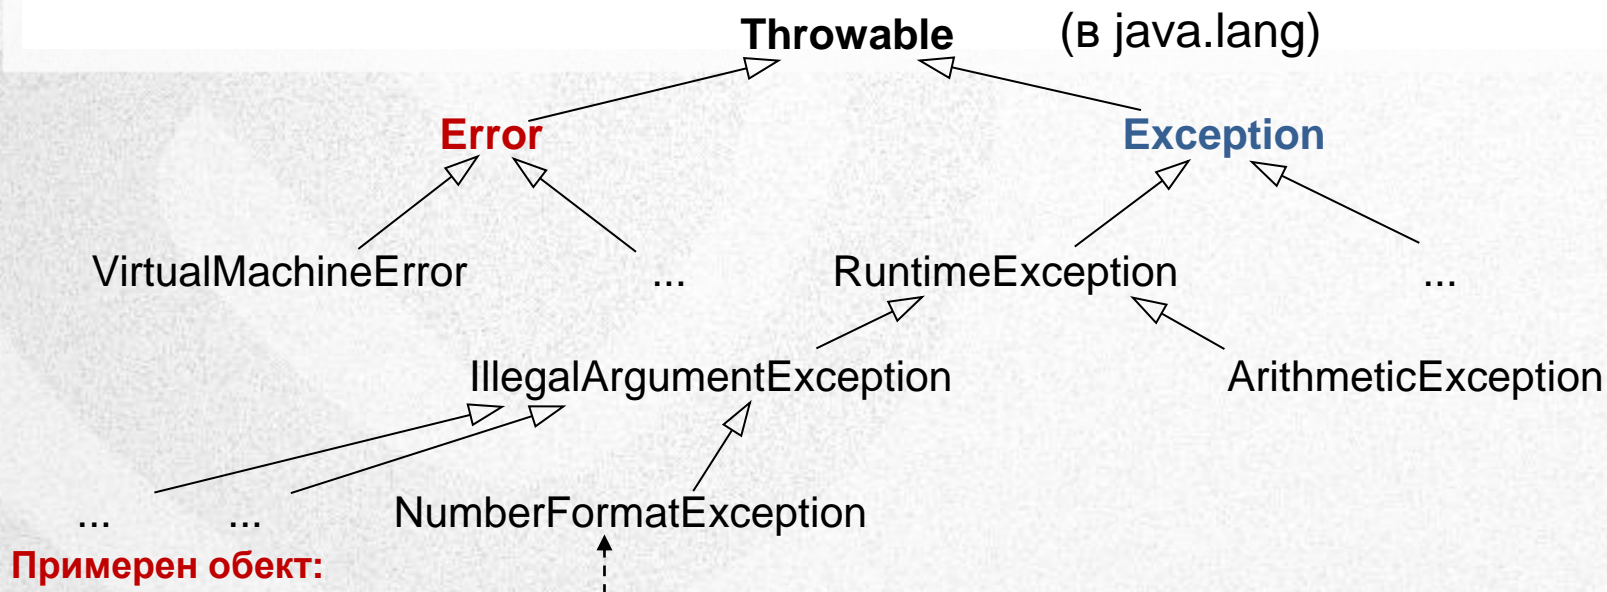 Throwable (в java.lang)
Error Exception
VirtualMachineError ... RuntimeException ...
IllegalArgumentException ArithmeticException
... ... NumberFormatException
Примерен обект: